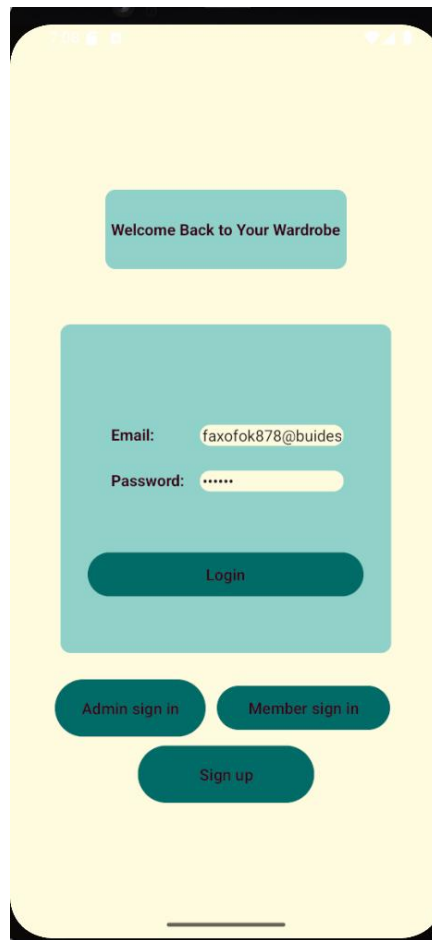 Welcome Back to Your Wardrobe
Email:
faxofok878@buides
Password:
••••••
Login
Admin sign in
Member sign in
Sign up